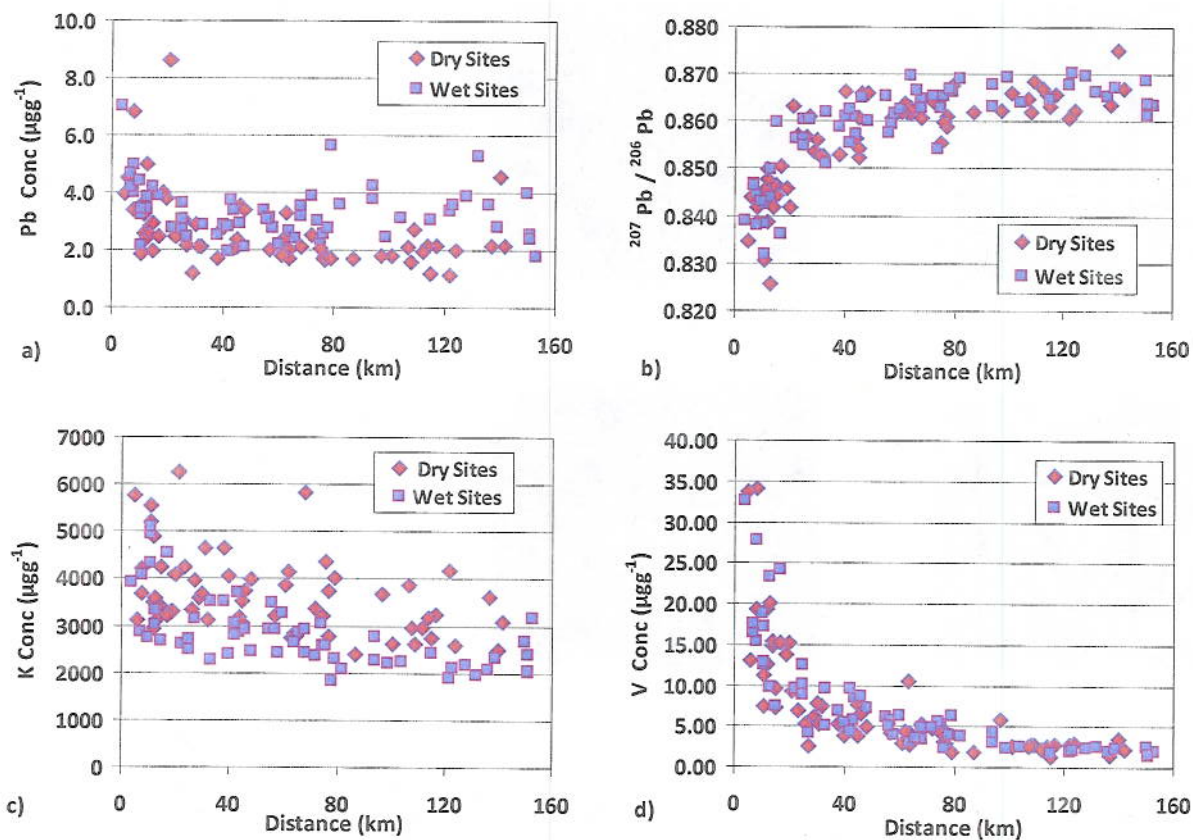 10.0
8.0
6.0
4.0
2.0
0.0
Pb Conc (µgg⁻¹)
Dry Sites
Wet Sites
0 40 80 120 160
Distance (km)
a)
0.880
0.870
0.860
0.850
0.840
0.830
0.820
²⁰⁷Pb / ²⁰⁶ Pb
Dry Sites
Wet Sites
0 40 80 120 160
Distance (km)
b)
7000
6000
5000
4000
3000
2000
1000
0
K Conc (µgg⁻¹)
Dry Sites
Wet Sites
0 40 80 120 160
Distance (km)
c)
40.00
35.00
30.00
25.00
20.00
15.00
10.00
5.00
0.00
V Conc (µgg⁻¹)
Dry Sites
Wet Sites
0 40 80 120 160
Distance (km)
d)